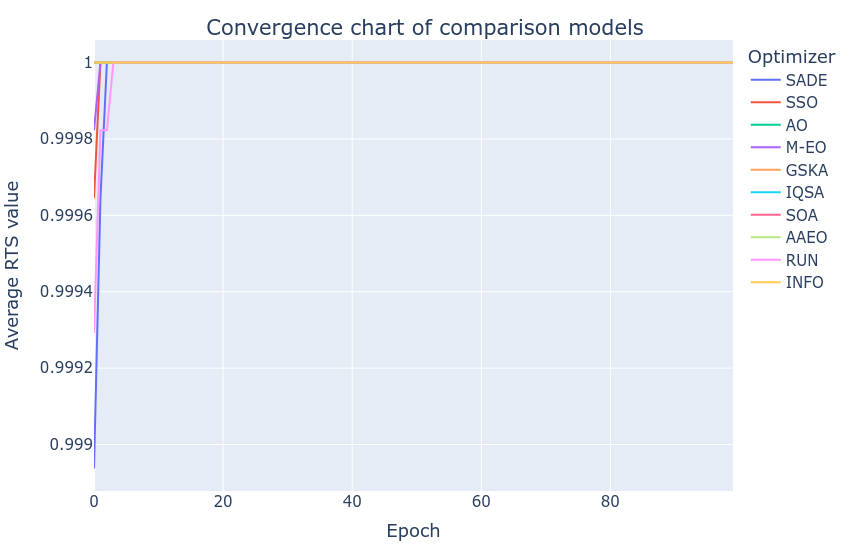 Convergence chart of comparison models
Average RTS value
1
0.9998
0.9996
0.9994
0.9992
0.999
0
20
40
60
80
Epoch
Optimizer
SADE
SSO
AO
M-EO
GSKA
IQSA
SOA
AAEO
RUN
INFO